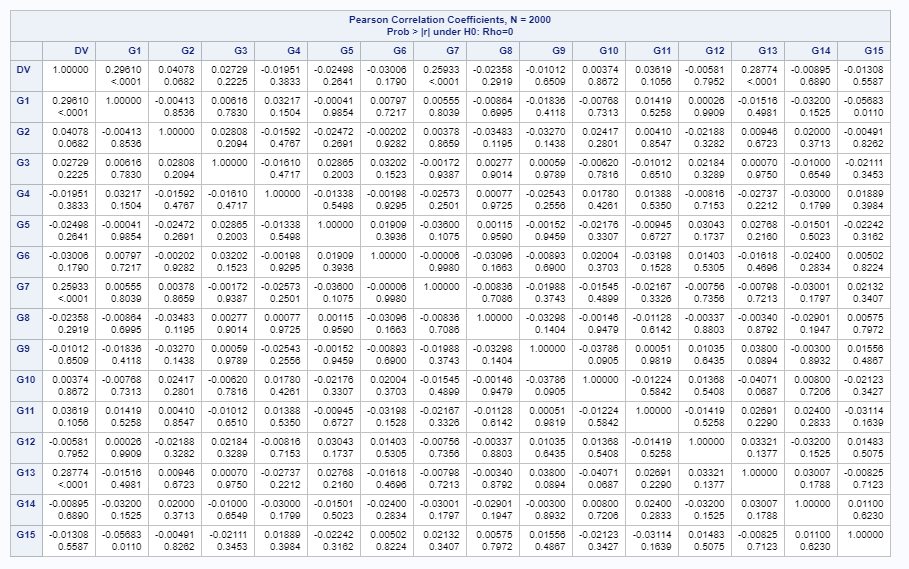 Pearson Correlation Coefficients, N = 2000
Prob > |r| under H0: Rho=0
DV G1 G2 G3 G4 G5 G6 G7 G8 G9 G10 G11 G12 G13 G14 G15
DV 1.00000 0.29610 0.04078 0.02729 -0.01951 -0.02498 -0.03006 0.25933 -0.02358 -0.01012 0.00374 0.03619 -0.00581 0.28774 -0.00895 -0.01308
<.0001 0.0682 0.2225 0.3833 0.2641 0.1790 <.0001 0.2919 0.6509 0.8672 0.1056 0.7952 <.0001 0.6890 0.5587
G1 0.29610 1.00000 -0.00413 0.00616 0.03217 -0.00041 0.00797 0.00555 -0.00864 -0.01836 -0.00768 0.01419 0.00026 -0.01516 -0.03200 -0.05683
<.0001 0.8536 0.7830 0.1504 0.9854 0.7217 0.8039 0.6995 0.4118 0.7313 0.5258 0.9909 0.4981 0.1525 0.0110
G2 0.04078 -0.00413 1.00000 0.02808 -0.01592 -0.02472 -0.00202 0.00378 -0.03483 -0.03270 0.02417 0.00410 -0.02188 0.00946 0.02000 -0.00491
0.0682 0.8536 0.2094 0.4767 0.2691 0.9282 0.8659 0.1195 0.1438 0.2801 0.8547 0.3282 0.6723 0.3713 0.8262
G3 0.02729 0.00616 0.02808 1.00000 -0.01610 0.02865 0.03202 -0.00172 0.00277 0.00059 -0.00620 -0.01012 0.02184 0.00070 -0.01000 -0.02111
0.2225 0.7830 0.2094 0.4717 0.2003 0.1523 0.9387 0.9014 0.9789 0.7816 0.6510 0.3289 0.9750 0.6549 0.3453
G4 -0.01951 0.03217 -0.01592 -0.01610 1.00000 -0.01338 -0.00198 -0.02573 0.00077 -0.02543 0.01780 0.01388 -0.00816 -0.02737 -0.03000 0.01889
0.3833 0.1504 0.4767 0.4717 0.5498 0.9295 0.2501 0.9725 0.2556 0.4261 0.5350 0.7153 0.2212 0.1799 0.3984
G5 -0.02498 -0.00041 -0.02472 0.02865 -0.01338 1.00000 0.01909 -0.03600 0.00115 -0.00152 -0.02176 -0.00945 0.03043 0.02768 -0.01501 -0.02242
0.2641 0.9854 0.2691 0.2003 0.5498 0.3936 0.1075 0.9590 0.9459 0.3307 0.6727 0.1737 0.2160 0.5023 0.3162
G6 -0.03006 0.00797 -0.00202 0.03202 -0.00198 0.01909 1.00000 -0.00006 -0.03096 -0.00893 0.02004 -0.03198 0.01403 -0.01618 -0.02400 0.00502
0.1790 0.7217 0.9282 0.1523 0.9295 0.3936 0.9980 0.1663 0.6900 0.3703 0.1528 0.5305 0.4696 0.2834 0.8224
G7 0.25933 0.00555 0.00378 -0.00172 -0.02573 -0.03600 -0.00006 1.00000 -0.00836 -0.01988 -0.01545 -0.02167 -0.00756 -0.00798 -0.03001 0.02132
<.0001 0.8039 0.8659 0.9387 0.2501 0.1075 0.9980 0.7086 0.3743 0.4899 0.3326 0.7356 0.7213 0.1797 0.3407
G8 -0.02358 -0.00864 -0.03483 0.00277 0.00077 0.00115 -0.03096 -0.00836 1.00000 -0.03298 -0.00146 -0.01128 -0.00337 -0.00340 -0.02901 0.00575
0.2919 0.6995 0.1195 0.9014 0.9725 0.9590 0.1663 0.7086 0.1404 0.9479 0.6142 0.8803 0.8792 0.1947 0.7972
G9 -0.01012 -0.01836 -0.03270 0.00059 -0.02543 -0.00152 -0.00893 -0.01988 -0.03298 1.00000 -0.03786 0.00051 0.01035 0.03800 -0.00300 0.01556
0.6509 0.4118 0.1438 0.9789 0.2556 0.9459 0.6900 0.3743 0.1404 0.0905 0.9819 0.6435 0.0894 0.8932 0.4867
G10 0.00374 -0.00768 0.02417 -0.00620 0.01780 -0.02176 0.02004 -0.01545 -0.00146 -0.03786 1.00000 -0.01224 0.01368 -0.04071 0.00800 -0.02123
0.8672 0.7313 0.2801 0.7816 0.4261 0.3307 0.3703 0.4899 0.9479 0.0905 0.5842 0.5408 0.0687 0.7206 0.3427
G11 0.03619 0.01419 0.00410 -0.01012 0.01388 -0.00945 -0.03198 -0.02167 -0.01128 0.00051 -0.01224 1.00000 -0.01419 0.02691 0.02400 -0.03114
0.1056 0.5258 0.8547 0.6510 0.5350 0.6727 0.1528 0.3326 0.6142 0.9819 0.5842 0.5258 0.2290 0.2833 0.1639
G12 -0.00581 0.00026 -0.02188 0.02184 -0.00816 0.03043 0.01403 -0.00756 -0.00337 0.01035 0.01368 -0.01419 1.00000 0.03321 -0.03200 0.01483
0.7952 0.9909 0.3282 0.3289 0.7153 0.1737 0.5305 0.7356 0.8803 0.6435 0.5408 0.5258 0.1377 0.1525 0.5075
G13 0.28774 -0.01516 0.00946 0.00070 -0.02737 0.02768 -0.01618 -0.00798 -0.00340 0.03800 -0.04071 0.02691 0.03321 1.00000 0.03007 -0.00825
<.0001 0.4981 0.6723 0.9750 0.2212 0.2160 0.4696 0.7213 0.8792 0.0894 0.0687 0.2290 0.1377 0.1788 0.7123
G14 -0.00895 -0.03200 0.02000 -0.01000 -0.03000 -0.01501 -0.02400 -0.03001 -0.02901 -0.00300 0.00800 0.02400 -0.03200 0.03007 1.00000 0.01100
0.6890 0.1525 0.3713 0.6549 0.1799 0.5023 0.2834 0.1797 0.1947 0.8932 0.7206 0.2833 0.1525 0.1788 0.6230
G15 -0.01308 -0.05683 -0.00491 -0.02111 0.01889 -0.02242 0.00502 0.02132 0.00575 0.01556 -0.02123 -0.03114 0.01483 -0.00825 0.01100 1.00000
0.5587 0.0110 0.8262 0.3453 0.3984 0.3162 0.8224 0.3407 0.7972 0.4867 0.3427 0.1639 0.5075 0.7123 0.6230